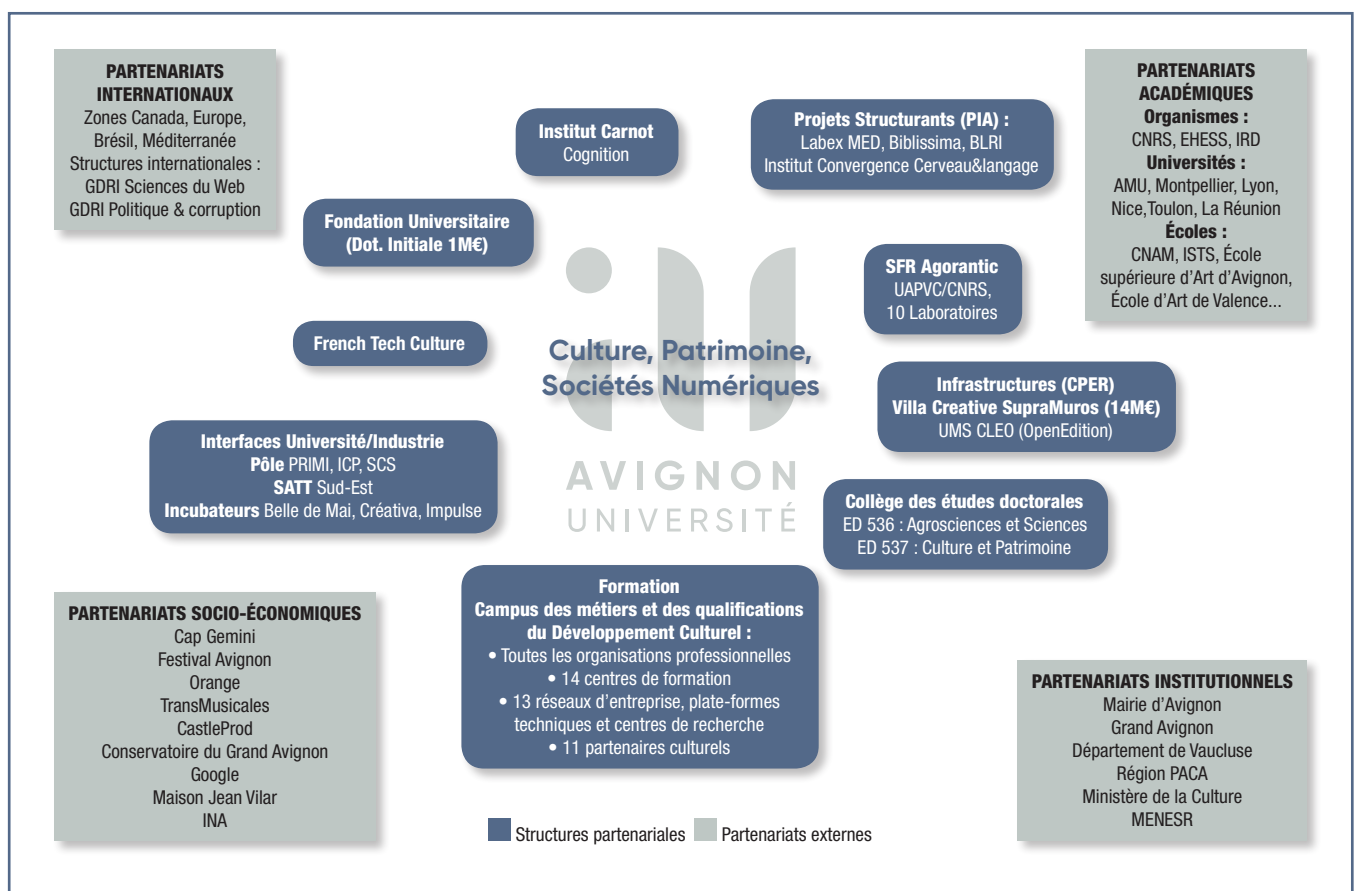 PARTENARIATS
INTERNATIONAUX
Zones Canada, Europe,
Brésil, Méditerranée
Structures internationales :
GDRI Sciences du Web
GDRI Politique & corruption
Institut Carnot
Cognition
Projets Structurants (PIA) :
Labex MED, Biblissima, BLRI
Institut Convergence Cerveau&langage
PARTENARIATS
ACADÉMIQUES
Organismes :
CNRS, EHESS, IRD
Universités :
AMU, Montpellier, Lyon,
Nice,Toulon, La Réunion
Écoles :
CNAM, ISTS, École
supérieure d'Art d'Avignon,
École d'Art de Valence...
Fondation Universitaire
(Dot. Initiale 1M€)
SFR Agorantic
UAPVC/CNRS,
10 Laboratoires
French Tech Culture
Culture, Patrimoine,
Sociétés Numériques
AVIGNON
UNIVERSITÉ
Infrastructures (CPER)
Villa Creative SupraMuros (14M€)
UMS CLEO (OpenEdition)
Interfaces Université/Industrie
Pôle PRIMI, ICP, SCS
SATT Sud-Est
Incubateurs Belle de Mai, Créativa, Impulse
Collège des études doctorales
ED 536 : Agrosciences et Sciences
ED 537 : Culture et Patrimoine
Formation
Campus des métiers et des qualifications
du Développement Culturel :
• Toutes les organisations professionnelles
• 14 centres de formation
• 13 réseaux d'entreprise, plate-formes
techniques et centres de recherche
• 11 partenaires culturels
PARTENARIATS SOCIO-ÉCONOMIQUES
Cap Gemini
Festival Avignon
Orange
TransMusicales
CastleProd
Conservatoire du Grand Avignon
Google
Maison Jean Vilar
INA
PARTENARIATS INSTITUTIONNELS
Mairie d'Avignon
Grand Avignon
Département de Vaucluse
Région PACA
Ministère de la Culture
MENESR
Structures partenariales
Partenariats externes